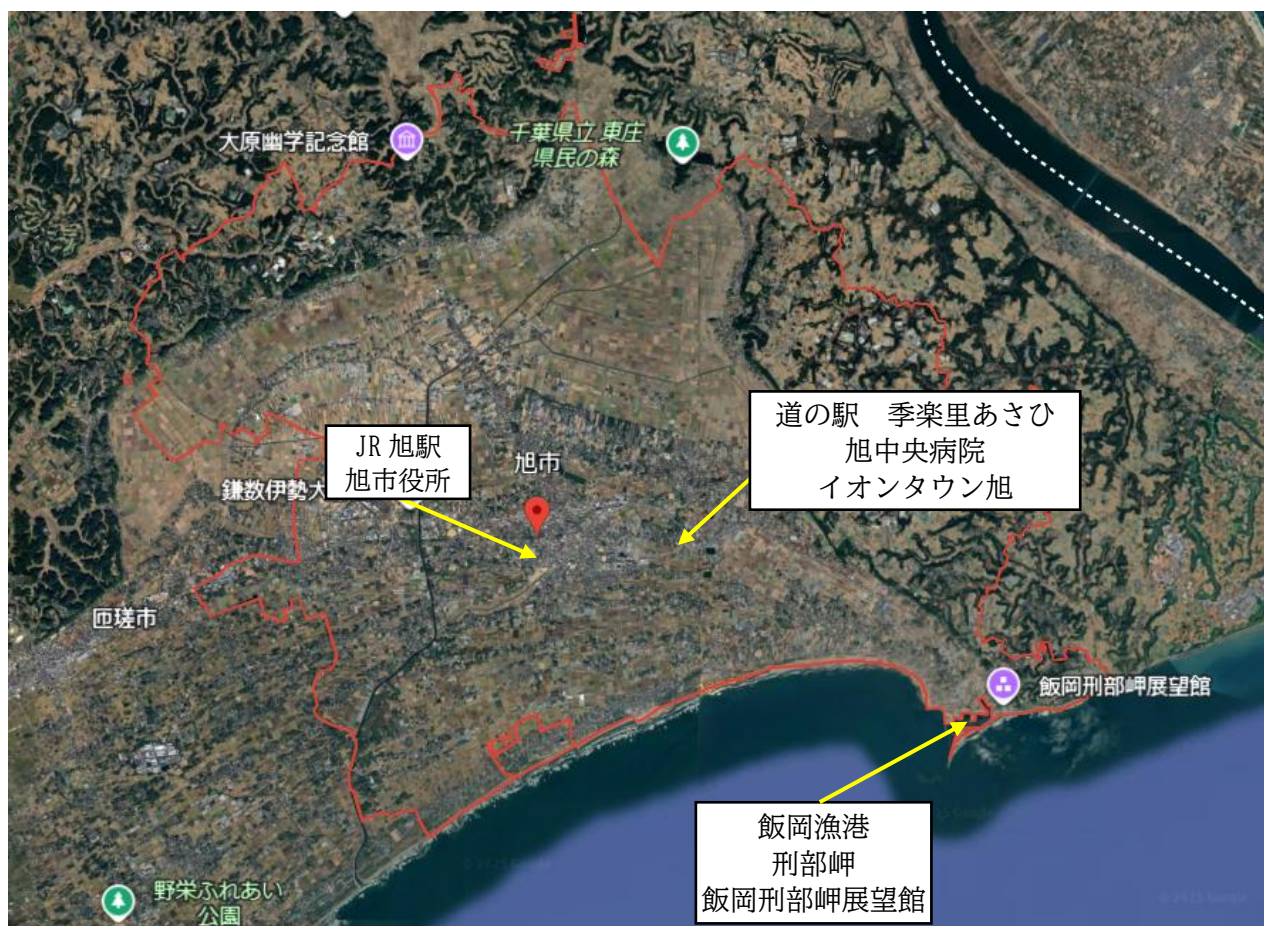 大原幽学記念館
千葉県立 東庄
県民の森
道の駅　季楽里あさひ
旭中央病院
イオンタウン旭
JR 旭駅
旭市役所
旭市
鎌数伊勢大
匝瑳市
飯岡刑部岬展望館
飯岡漁港
刑部岬
飯岡刑部岬展望館
野栄ふれあい
公園